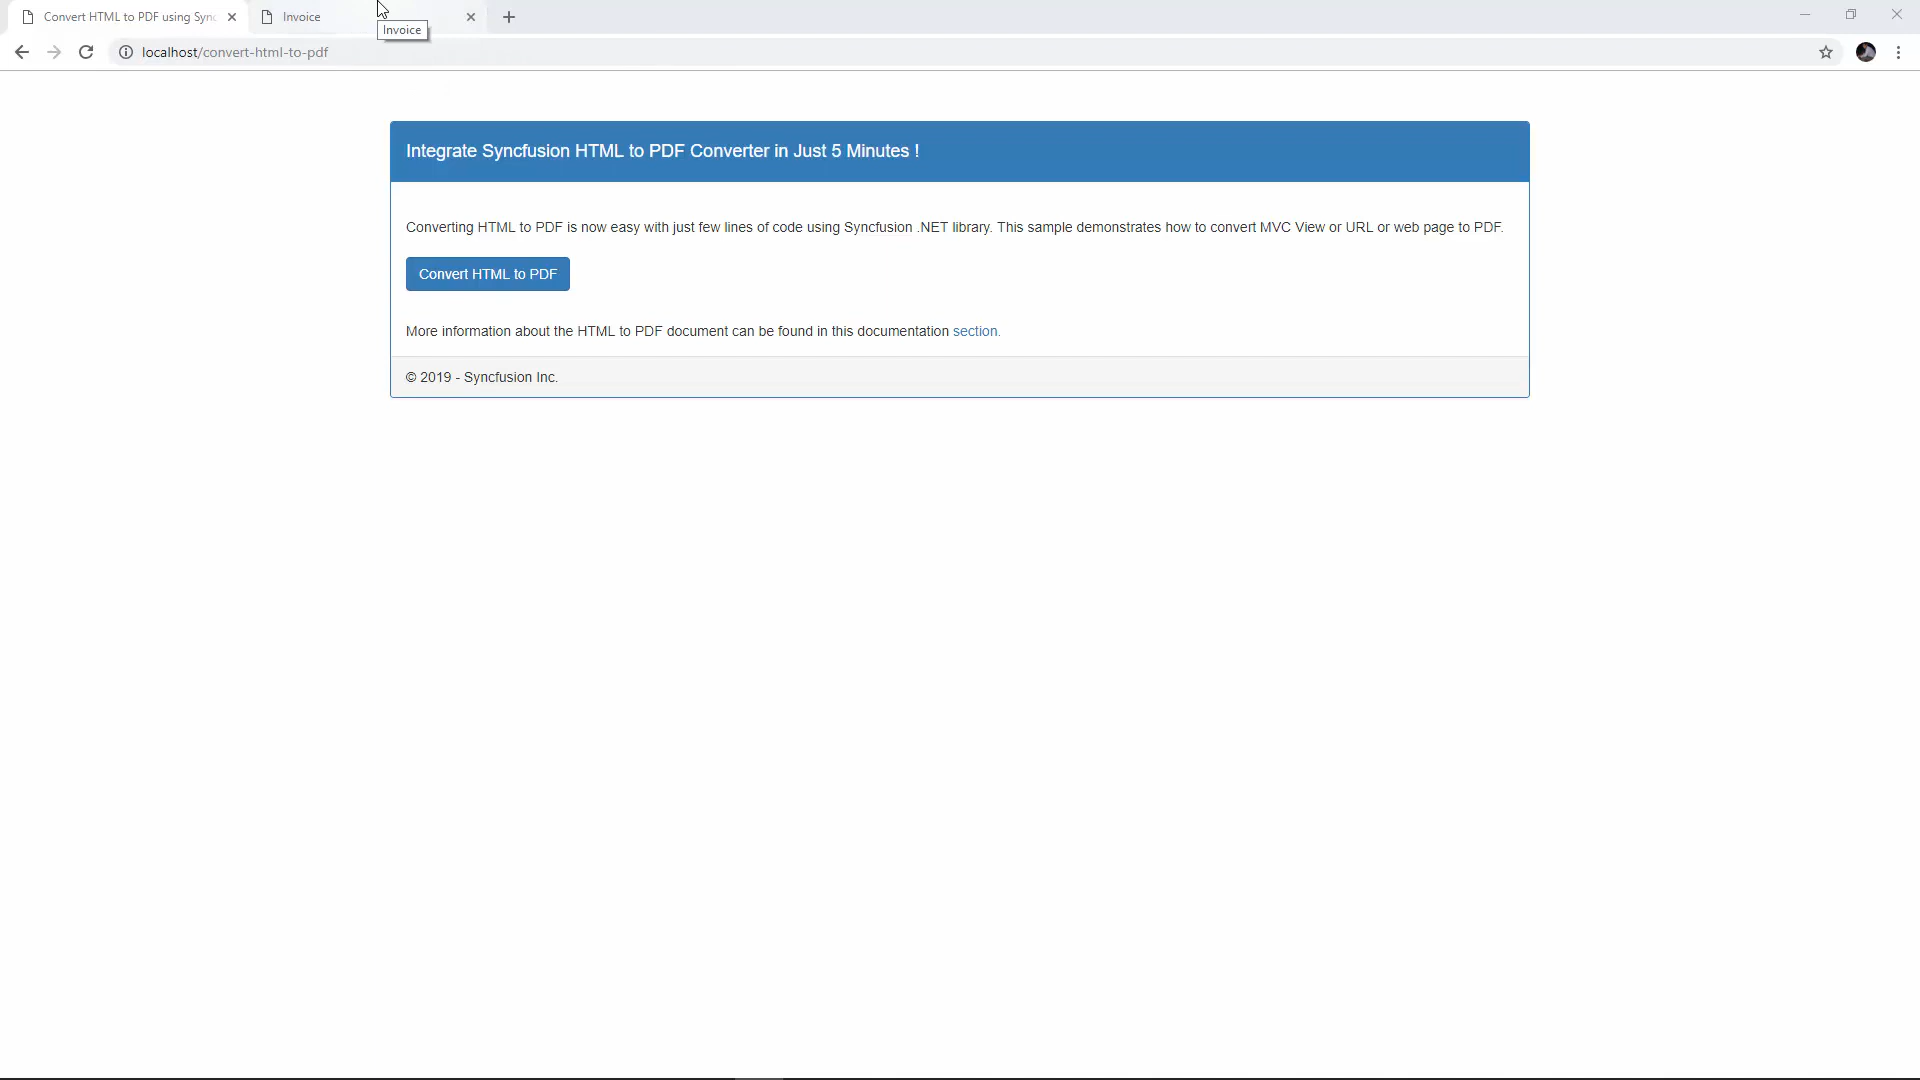 Convert HTML to PDF using Sync
Invoice
Invoice
localhost/convert-html-to-pdf
Integrate Syncfusion HTML to PDF Converter in Just 5 Minutes !
Converting HTML to PDF is now easy with just few lines of code using Syncfusion .NET library. This sample demonstrates how to convert MVC View or URL or web page to PDF.
Convert HTML to PDF
More information about the HTML to PDF document can be found in this documentation section.
© 2019 - Syncfusion Inc.